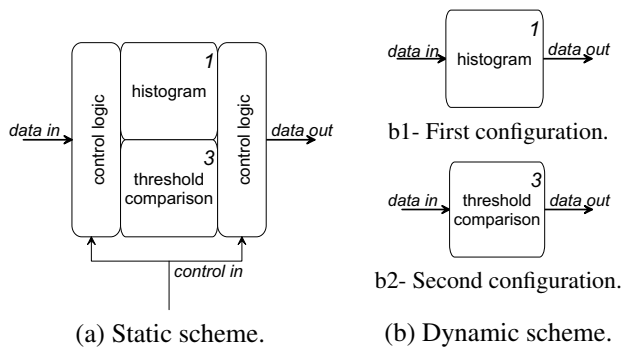 1
histogram
control logic
control logic
data in
data out
3
threshold
comparison
control in
(a) Static scheme.
1
data in
data out
histogram
b1- First configuration.
3
data in
data out
threshold
comparison
b2- Second configuration.
(b) Dynamic scheme.